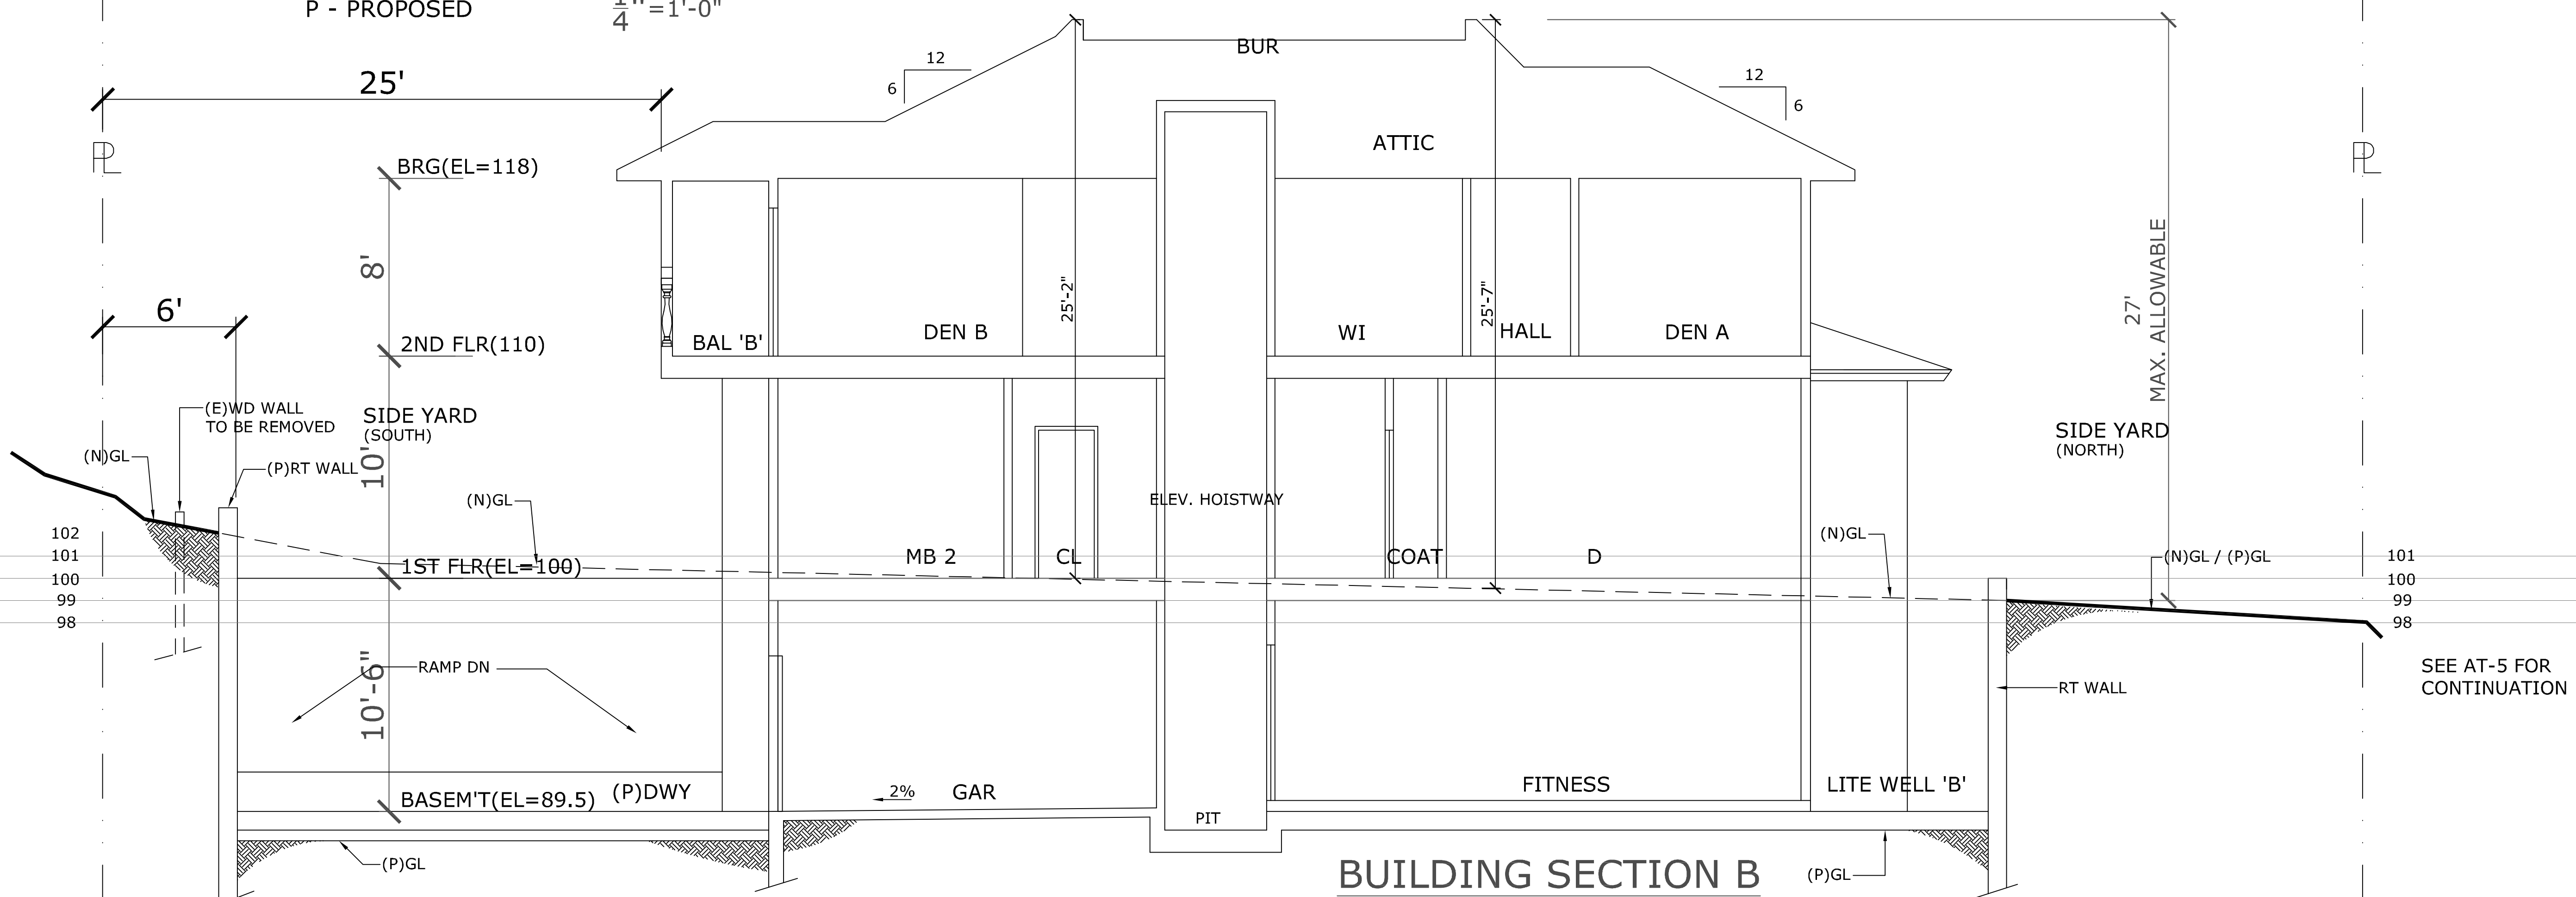 P - PROPOSED
1/4"=1'-0"
25'
12
6
BUR
12
6
PL
BRG(EL=118)
ATTIC
PL
8'
6'
2ND FLR(110)
BAL 'B'
DEN B
25'-2"
WI
25'-7"
HALL
DEN A
27'
MAX. ALLOWABLE
(E)WD WALL
TO BE REMOVED
SIDE YARD
(SOUTH)
SIDE YARD
(NORTH)
(N)GL
(P)RT WALL
10'
(N)GL
ELEV. HOISTWAY
(N)GL
102
101
100
99
98
1ST FLR(EL=100)
MB 2
CL
COAT
D
(N)GL / (P)GL
101
100
99
98
RAMP DN
10'-6"
RT WALL
SEE AT-5 FOR
CONTINUATION
BASEM'T(EL=89.5)
(P)DWY
2%
GAR
PIT
FITNESS
LITE WELL 'B'
(P)GL
BUILDING SECTION B
(P)GL